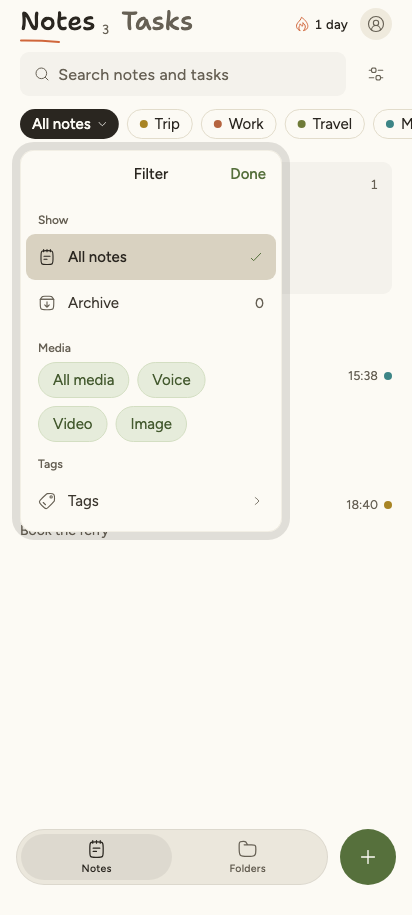 Notes 3 Tasks
1 day
Search notes and tasks
All notes Trip Work Travel M
Filter Done
1
Show
All notes
Archive 0
Media
All media Voice
15:38
Video Image
Tags
Tags
18:40
Book the ferry
Notes Folders